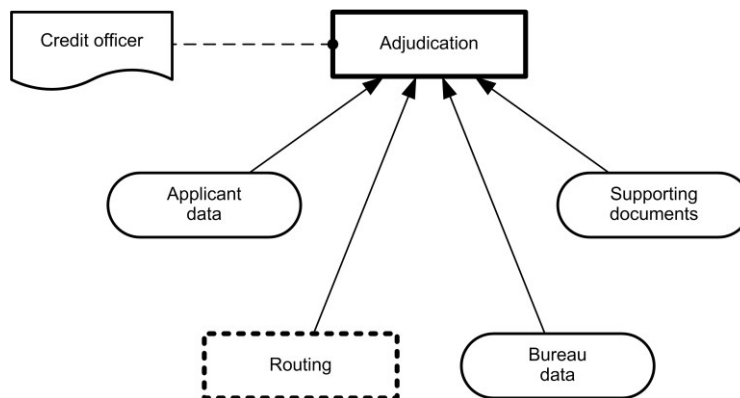 Credit officer
Adjudication
Applicant
data
Supporting
documents
Routing
Bureau
data